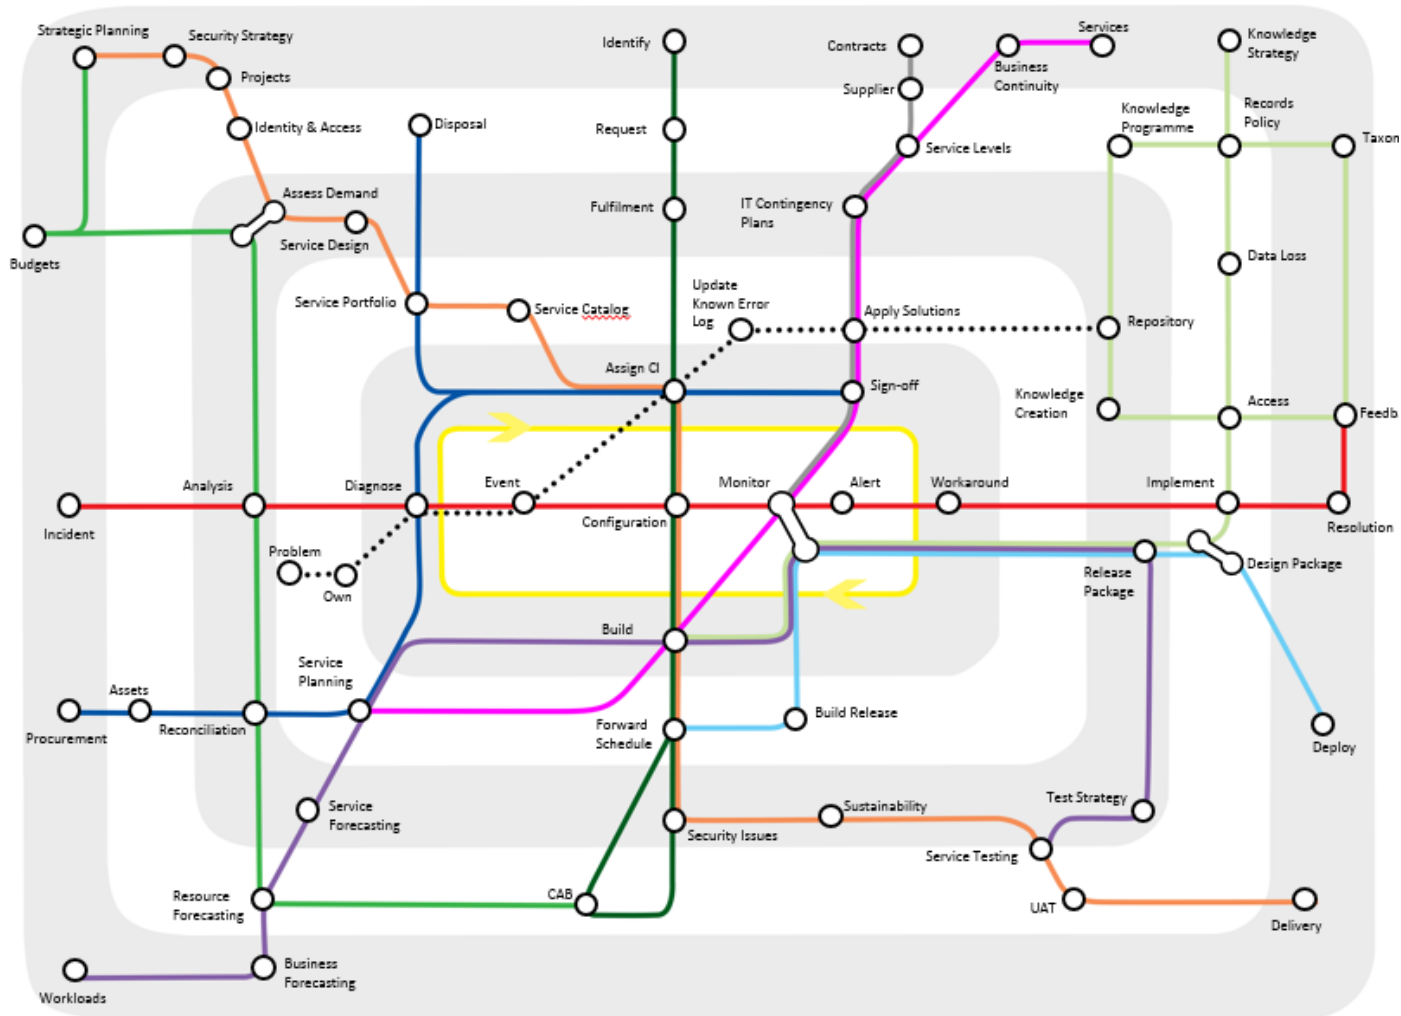 Strategic Planning
Security Strategy
Identify
Contracts
Services
Knowledge
Strategy
Projects
Business
Continuity
Supplier
Identity & Access
Disposal
Request
Service Levels
Knowledge
Programme
Records
Policy
Taxon
Assess Demand
Fulfilment
IT Contingency
Plans
Service Design
Budgets
Data Loss
Service Portfolio
Service Catalog
Update
Known Error
Log
Apply Solutions
Repository
Assign CI
Sign-off
Knowledge
Creation
Access
Feedb
Incident
Analysis
Diagnose
Event
Configuration
Monitor
Alert
Workaround
Implement
Resolution
Problem
Own
Release
Package
Design Package
Build
Service
Planning
Assets
Procurement
Reconciliation
Forward
Schedule
Build Release
Deploy
Service
Forecasting
Security Issues
Sustainability
Test Strategy
Service Testing
Resource
Forecasting
CAB
UAT
Delivery
Business
Forecasting
Workloads